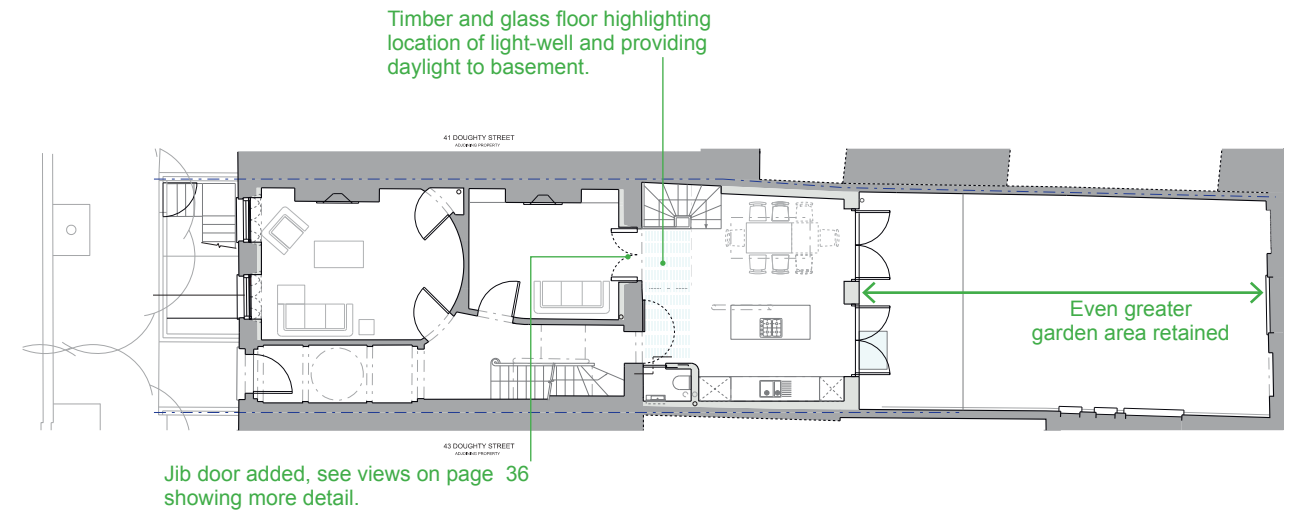 Timber and glass floor highlighting
location of light-well and providing
daylight to basement.
41 DOUGHTY STREET
ADJOINING PROPERTY
Even greater
garden area retained
43 DOUGHTY STREET
ADJOINING PROPERTY
Jib door added, see views on page 36
showing more detail.